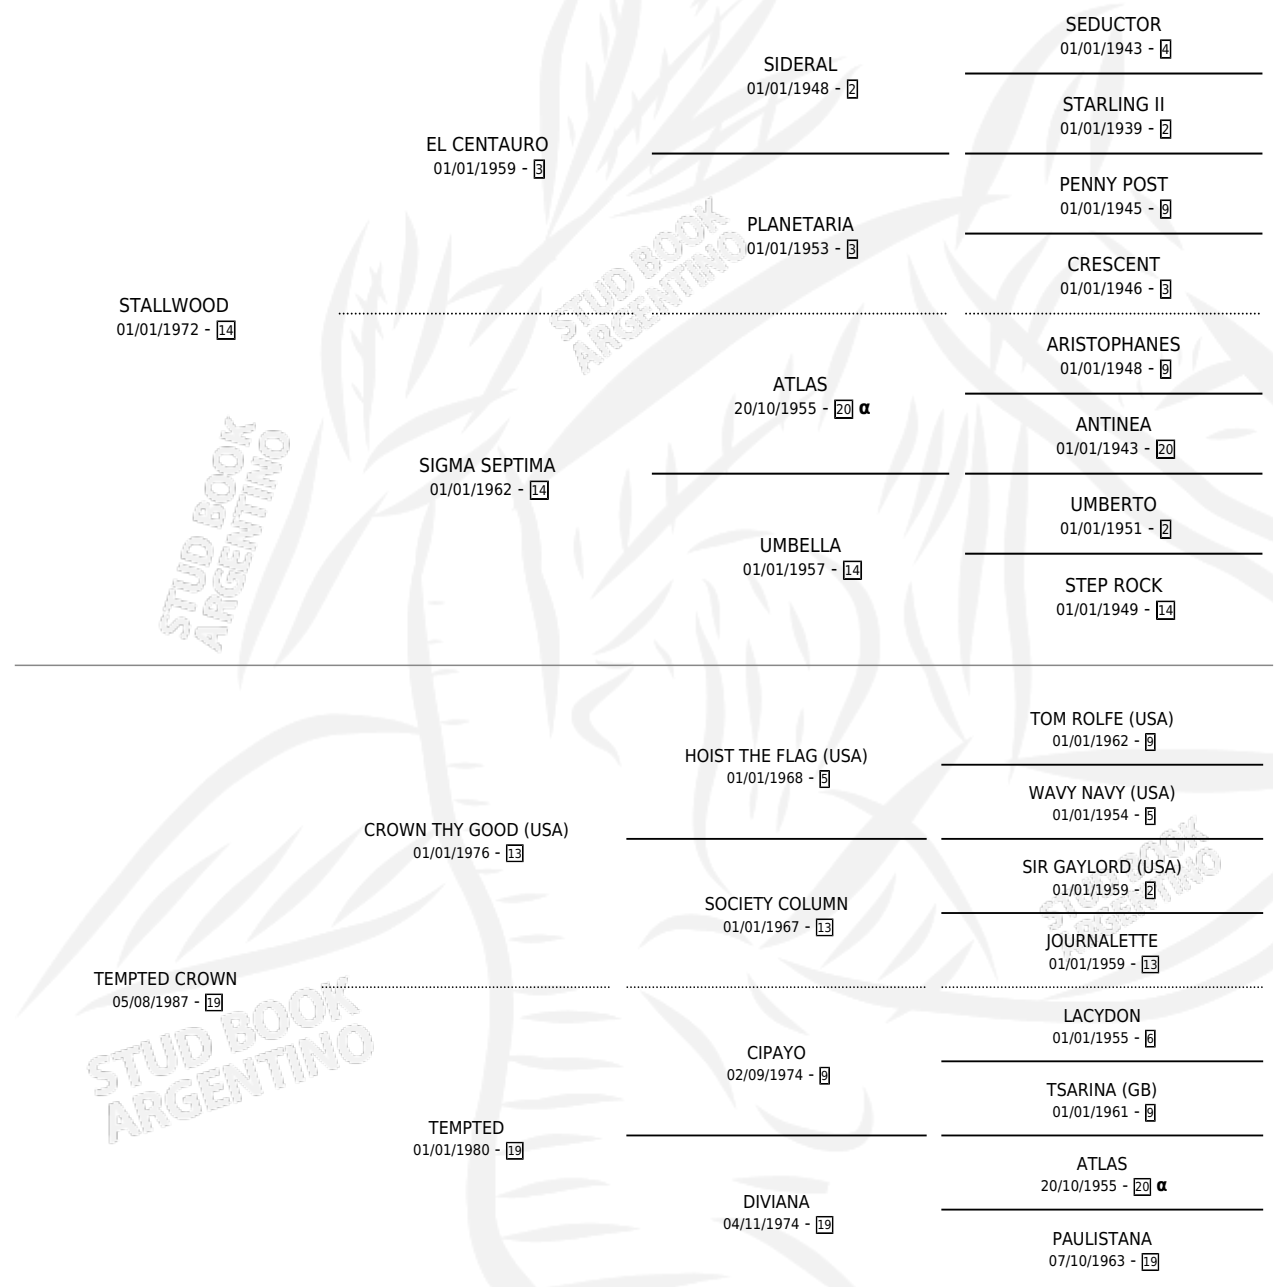 SEDUCTOR
01/01/1943 - 4
SIDERAL
01/01/1948 - 2
STARLING II
01/01/1939 - 2
EL CENTAURO
01/01/1959 - 3
PENNY POST
01/01/1945 - 9
PLANETARIA
01/01/1953 - 3
CRESCENT
01/01/1946 - 3
STALLWOOD
01/01/1972 - 14
ARISTOPHANES
01/01/1948 - 9
ATLAS
20/10/1955 - 20 α
ANTINEA
01/01/1943 - 20
SIGMA SEPTIMA
01/01/1962 - 14
UMBERTO
01/01/1951 - 2
UMBELLA
01/01/1957 - 14
STEP ROCK
01/01/1949 - 14
TOM ROLFE (USA)
01/01/1962 - 9
HOIST THE FLAG (USA)
01/01/1968 - 5
WAVY NAVY (USA)
01/01/1954 - 5
CROWN THY GOOD (USA)
01/01/1976 - 13
SIR GAYLORD (USA)
01/01/1959 - 2
SOCIETY COLUMN
01/01/1967 - 13
JOURNALETTE
01/01/1959 - 13
TEMPTED CROWN
05/08/1987 - 19
LACYDON
01/01/1955 - 6
CIPAYO
02/09/1974 - 9
TSARINA (GB)
01/01/1961 - 9
TEMPTED
01/01/1980 - 19
ATLAS
20/10/1955 - 20 α
DIVIANA
04/11/1974 - 19
PAULISTANA
07/10/1963 - 19
STUD BOOK
ARGENTINO
STUD BOOK
ARGENTINO
STUD BOOK
ARGENTINO
STUD BOOK
ARGENTINO